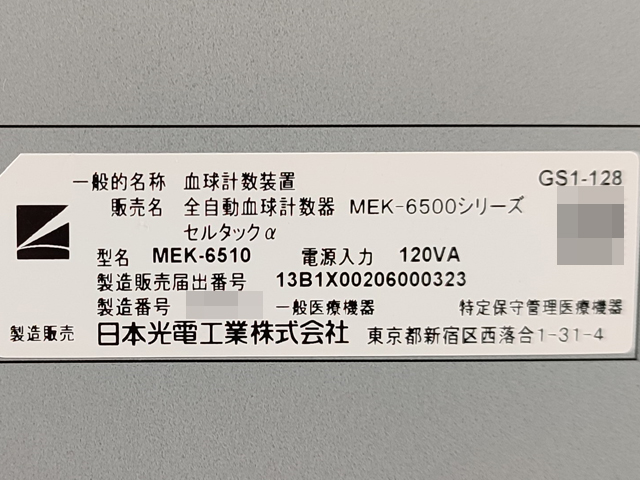 一般的名称 血球計数装置 GS1-128
販売名 全自動血球計数器 MEK-6500シリーズ
セルタックα
型名 MEK-6510 電源入力 120VA
製造販売届出番号 13B1X00206000323
製造番号 一般医療機器 特定保守管理医療機器
製造販売 日本光電工業株式会社 東京都新宿区西落合1-31-4